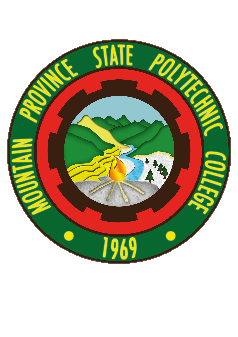 MOUNTAIN PROVINCE STATE POLYTECHNIC COLLEGE
• 1969 •